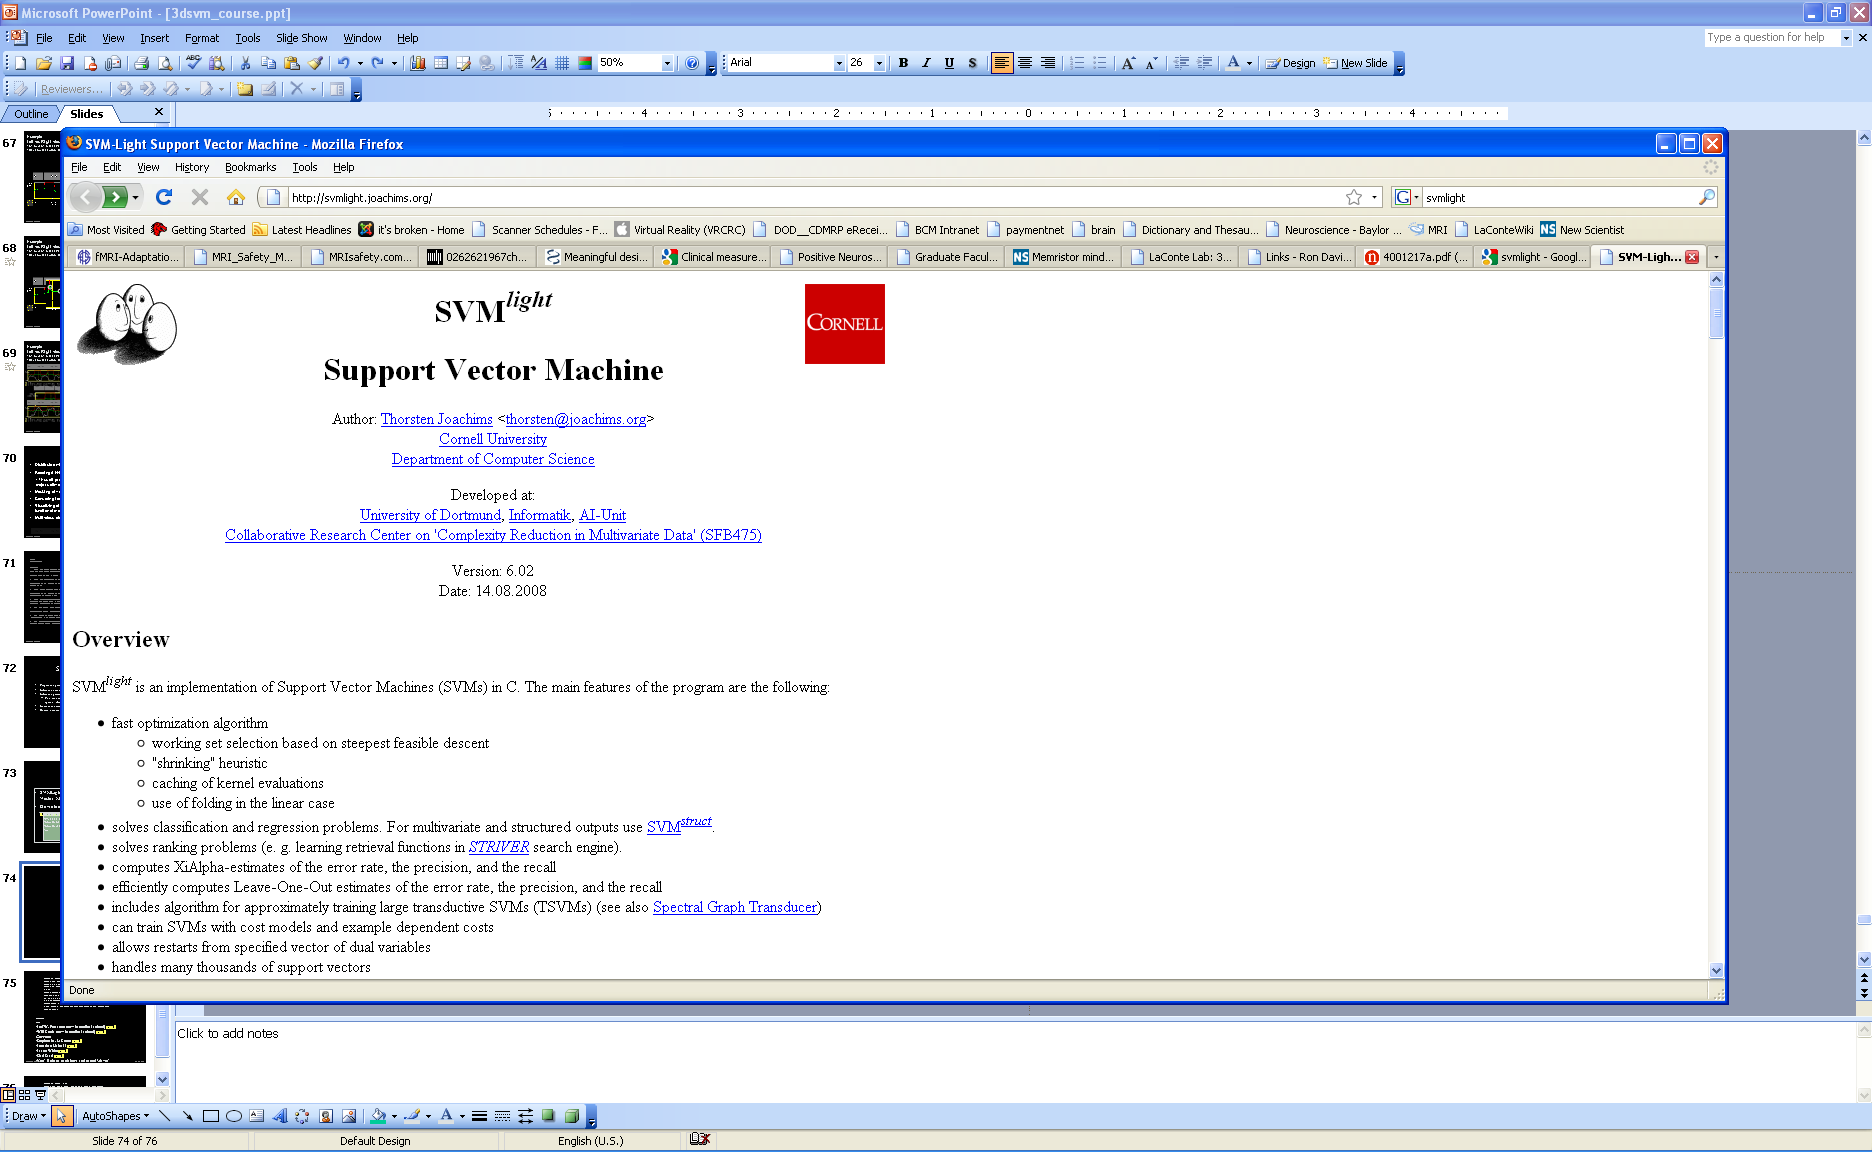 Microsoft PowerPoint - [3dsvm_course.ppt]
File Edit View Insert Format Tools Slide Show Window Help
Type a question for help
50%
Arial
26
B I U S
Design
New Slide
Reviewers...
Outline
Slides
5 4 3 2 1 0 1 2 3 4
SVM-Light Support Vector Machine - Mozilla Firefox
File Edit View History Bookmarks Tools Help
http://svmlight.joachims.org/
svmlight
Most Visited Getting Started Latest Headlines it's broken - Home Scanner Schedules - F... Virtual Reality (VRCRC) DOD__CDMRP eRecei... BCM Intranet paymentnet brain Dictionary and Thesau... Neuroscience - Baylor ... MRI LaConteWiki NS New Scientist
fMRI-Adaptatio... MRI_Safety_M... MRIsafety.com... 0262621967ch... Meaningful desi... Clinical measure... Positive Neuros... Graduate Facul... NS Memristor mind... LaConte Lab: 3... Links - Ron Davi... 4001217a.pdf (... svmlight - Googl... SVM-Ligh...
SVMlight
CORNELL
Support Vector Machine
Author: Thorsten Joachims <thorsten@joachims.org>
Cornell University
Department of Computer Science
Developed at:
University of Dortmund, Informatik, AI-Unit
Collaborative Research Center on 'Complexity Reduction in Multivariate Data' (SFB475)
Version: 6.02
Date: 14.08.2008
Overview
SVMlight is an implementation of Support Vector Machines (SVMs) in C. The main features of the program are the following:
fast optimization algorithm
working set selection based on steepest feasible descent
"shrinking" heuristic
caching of kernel evaluations
use of folding in the linear case
solves classification and regression problems. For multivariate and structured outputs use SVMstruct.
solves ranking problems (e. g. learning retrieval functions in STRIVER search engine).
computes XiAlpha-estimates of the error rate, the precision, and the recall
efficiently computes Leave-One-Out estimates of the error rate, the precision, and the recall
includes algorithm for approximately training large transductive SVMs (TSVMs) (see also Spectral Graph Transducer)
can train SVMs with cost models and example dependent costs
allows restarts from specified vector of dual variables
handles many thousands of support vectors
Done
67
68
69
70
71
72
73
74
75
Click to add notes
Draw
AutoShapes
Slide 74 of 76
Default Design
English (U.S.)